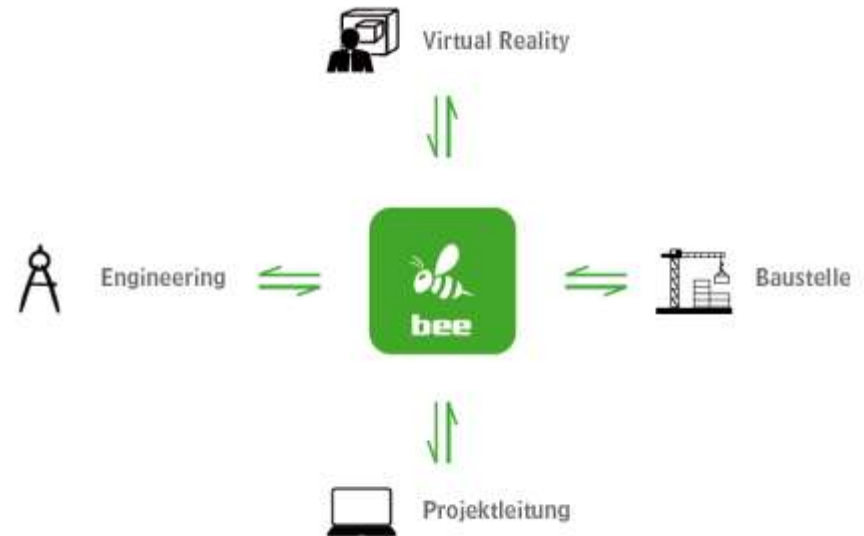 Virtual Reality
Engineering
bee
Baustelle
Projektleitung